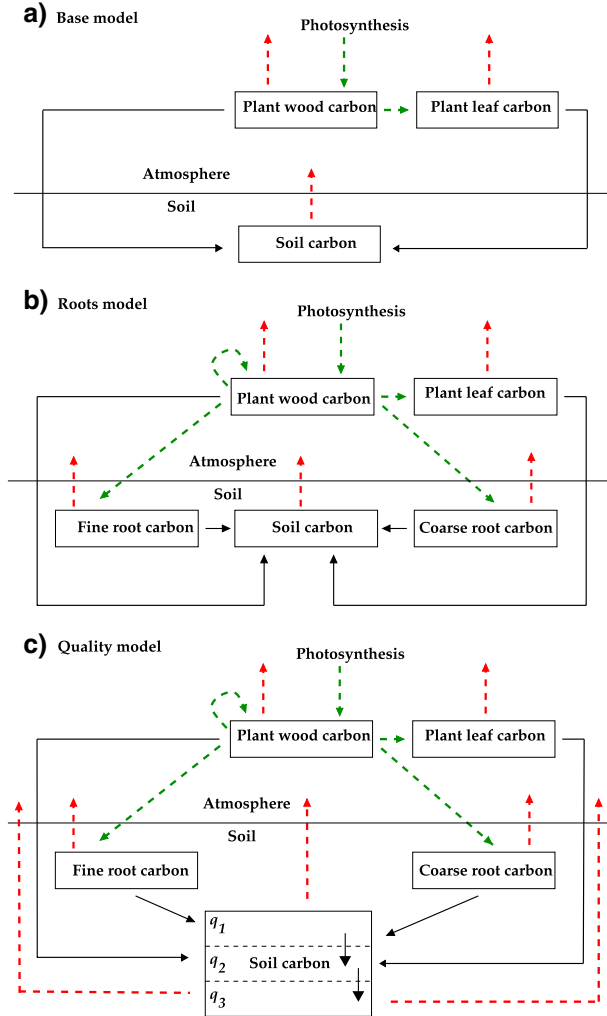 a) Base model
Photosynthesis
Plant wood carbon
Plant leaf carbon
Atmosphere
Soil
Soil carbon
b) Roots model
Photosynthesis
Plant wood carbon
Plant leaf carbon
Atmosphere
Soil
Fine root carbon
Soil carbon
Coarse root carbon
c) Quality model
Photosynthesis
Plant wood carbon
Plant leaf carbon
Atmosphere
Soil
Fine root carbon
Coarse root carbon
q1
q2
Soil carbon
q3